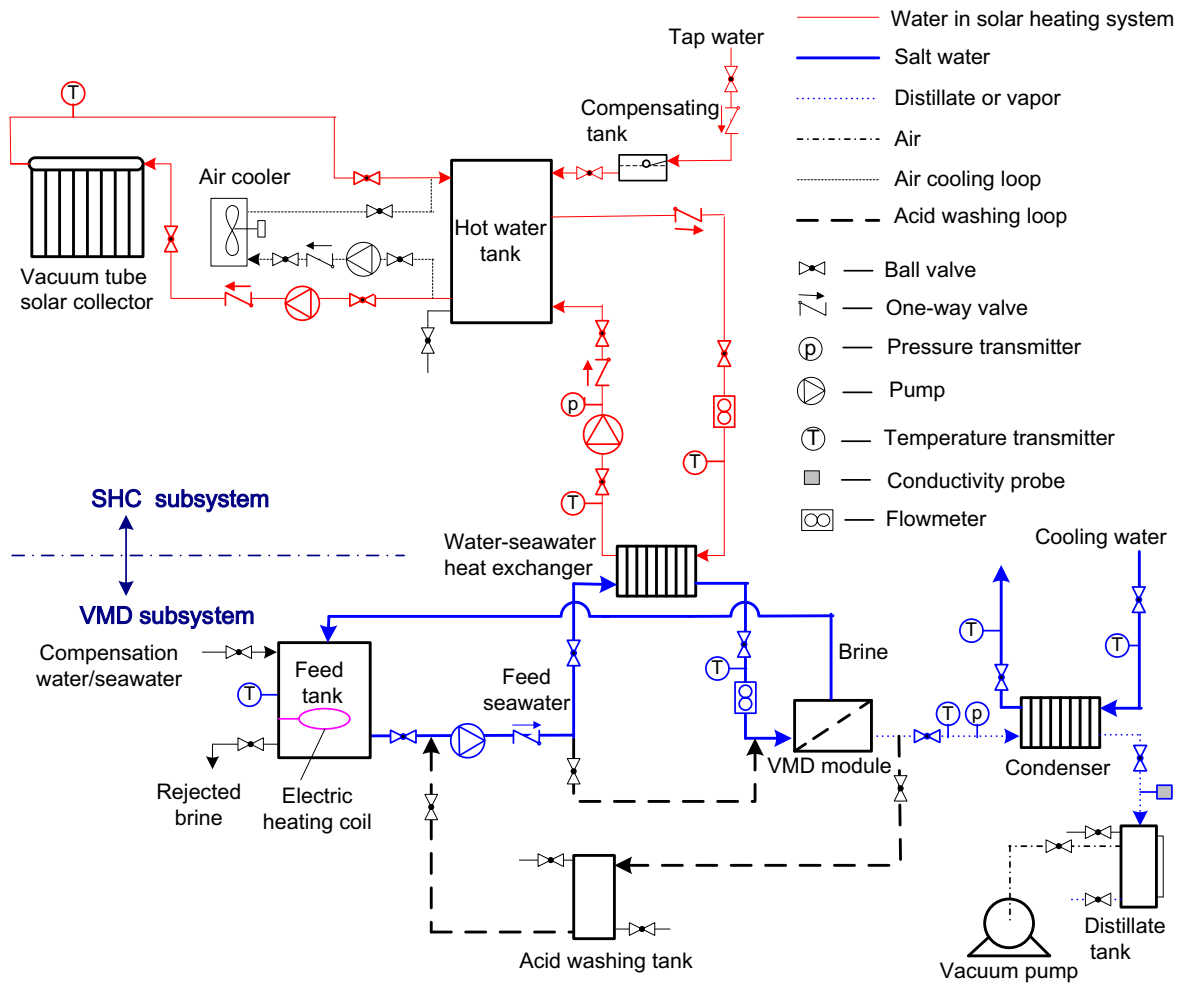 Water in solar heating system
Tap water
Salt water
T
Distillate or vapor
Compensating
tank
Air
Air cooler
Air cooling loop
Acid washing loop
Hot water
tank
Vacuum tube
solar collector
Ball valve
One-way valve
p
Pressure transmitter
Pump
p
T
Temperature transmitter
T
T
Conductivity probe
Flowmeter
SHC subsystem
Water-seawater
heat exchanger
Cooling water
VMD subsystem
Compensation
water/seawater
Feed
tank
T
Feed
seawater
T
Brine
T
T
T
p
VMD module
Condenser
Rejected
brine
Electric
heating coil
Acid washing tank
Distillate
tank
Vacuum pump